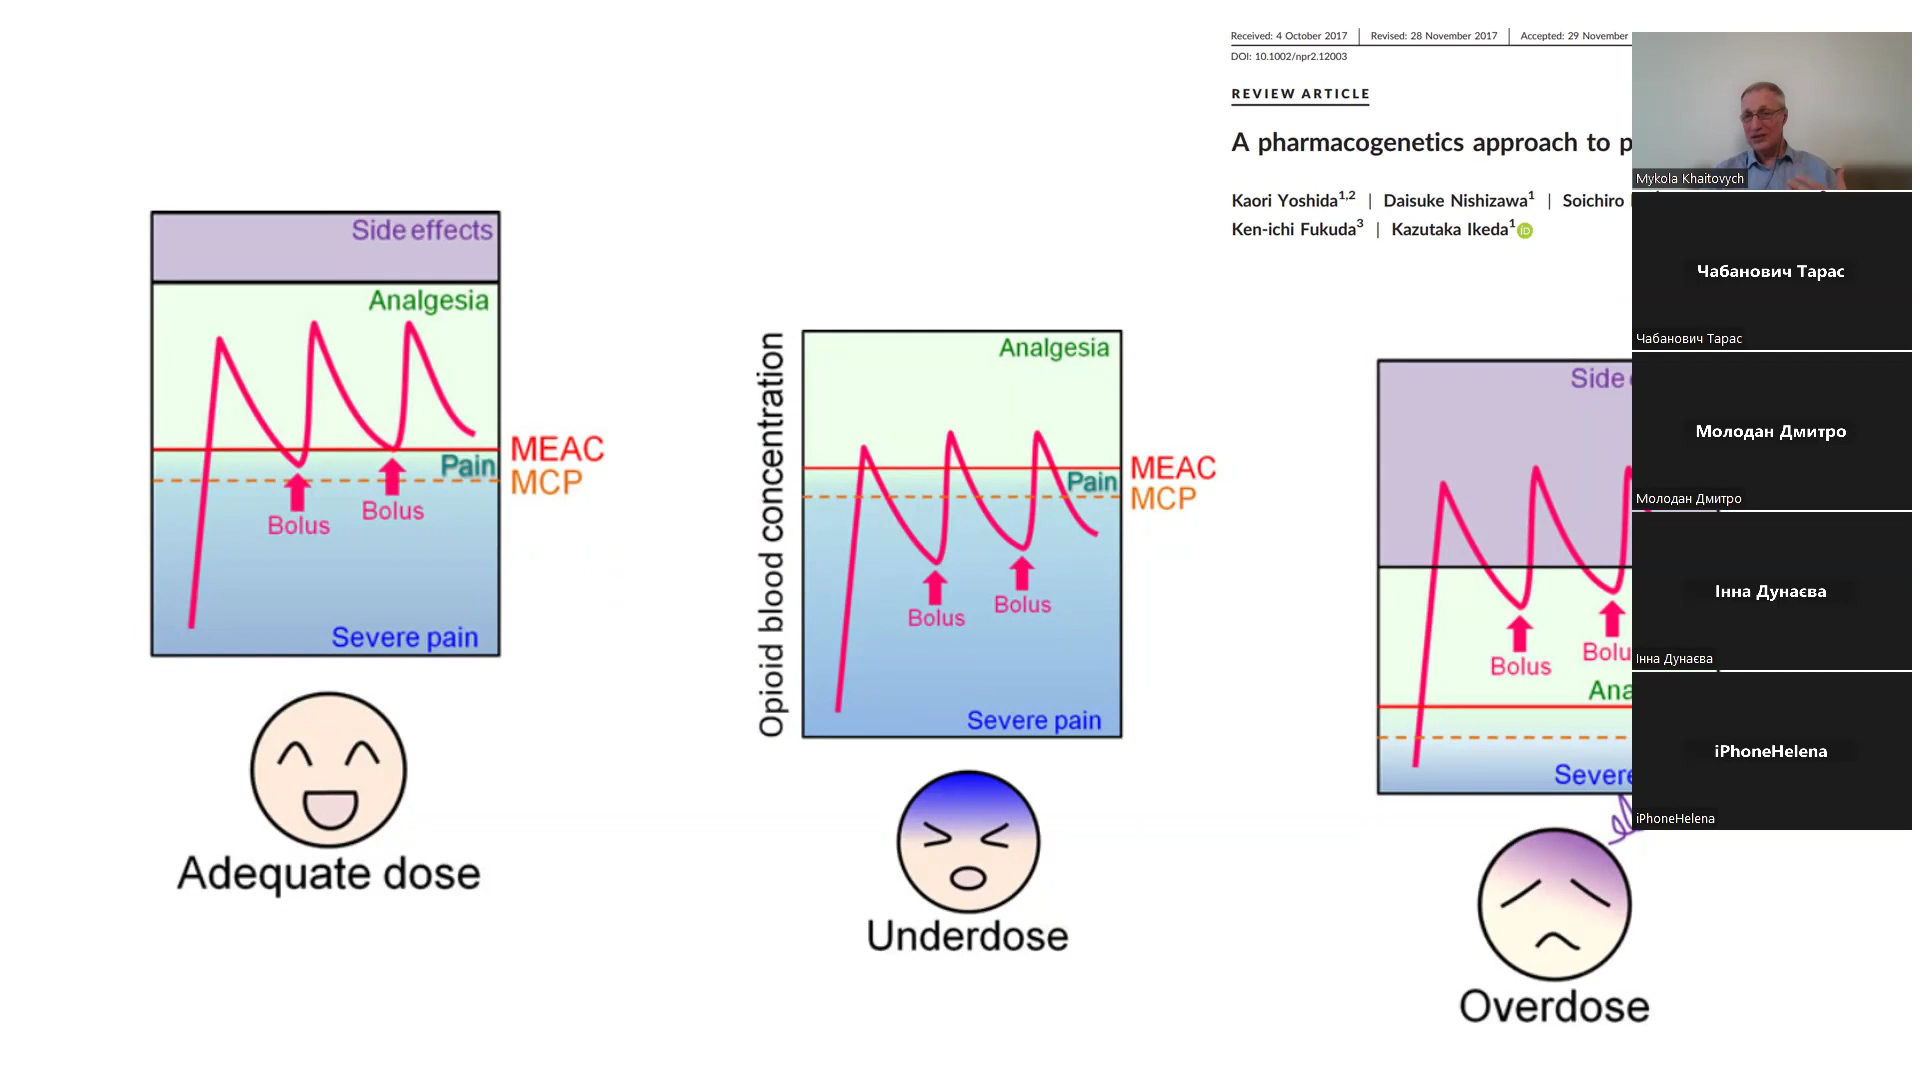 Received: 4 October 2017 | Revised: 28 November 2017 | Accepted: 29 November
DOI: 10.1002/npr2.12003
REVIEW ARTICLE
A pharmacogenetics approach to p
Kaori Yoshida1,2 | Daisuke Nishizawa1 | Soichiro
Ken-ichi Fukuda3 | Kazutaka Ikeda1 iD
Side effects
Analgesia
MEAC
Pain
MCP
Bolus
Bolus
Severe pain
Adequate dose
Opioid blood concentration
Analgesia
MEAC
Pain
MCP
Bolus
Bolus
Severe pain
Underdose
Side
Bolus
Bolu
Ana
Severe
Overdose
Mykola Khaitovych
Чабанович Тарас
Чабанович Тарас
Молодан Дмитро
Молодан Дмитро
Інна Дунаєва
Інна Дунаєва
iPhoneHelena
iPhoneHelena